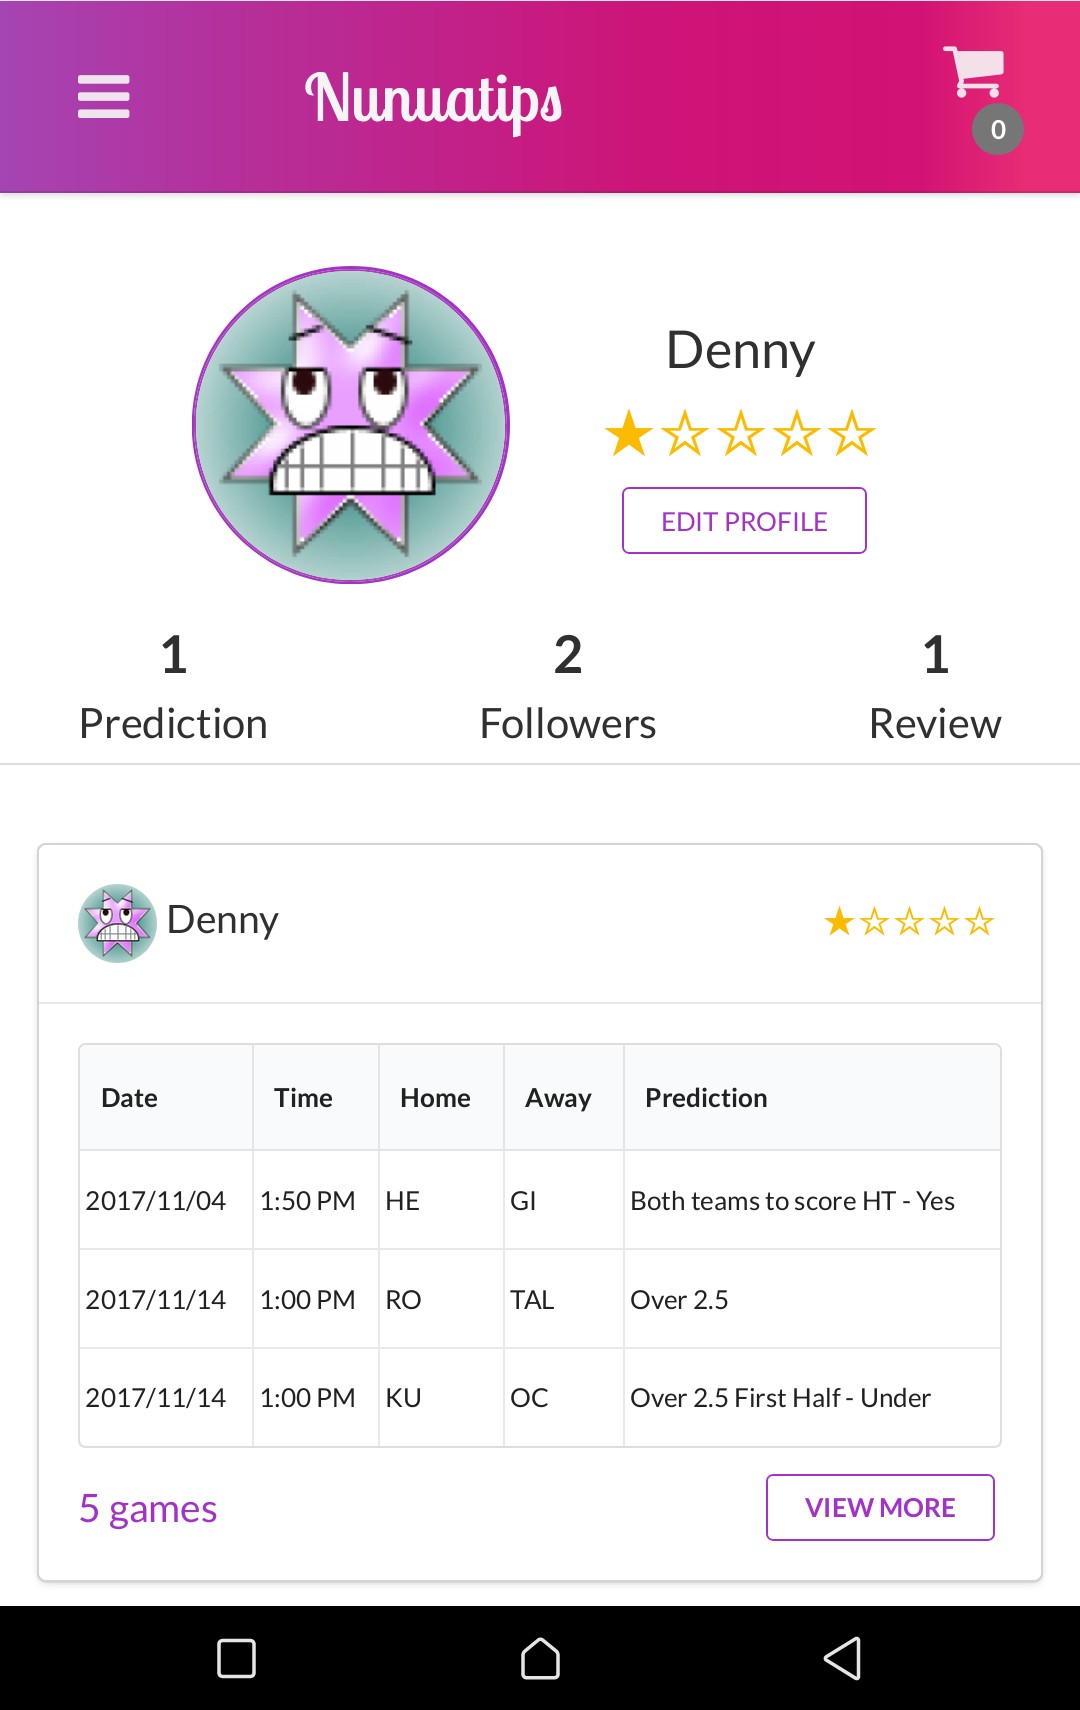 Nunuatips
0
Denny
EDIT PROFILE
1 2 1
Prediction Followers Review
Denny
Date Time Home Away Prediction
2017/11/04 1:50 PM HE GI Both teams to score HT - Yes
2017/11/14 1:00 PM RO TAL Over 2.5
2017/11/14 1:00 PM KU OC Over 2.5 First Half - Under
5 games VIEW MORE